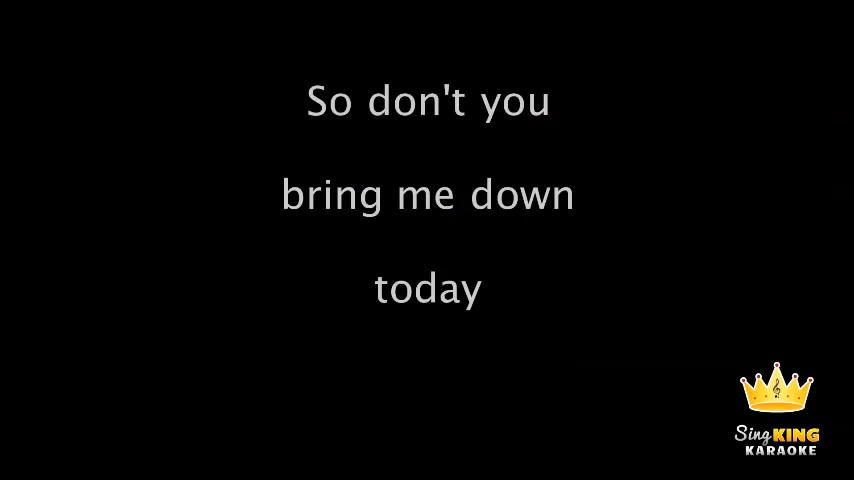 So don't you
bring me down
today
Sing KING
KARAOKE